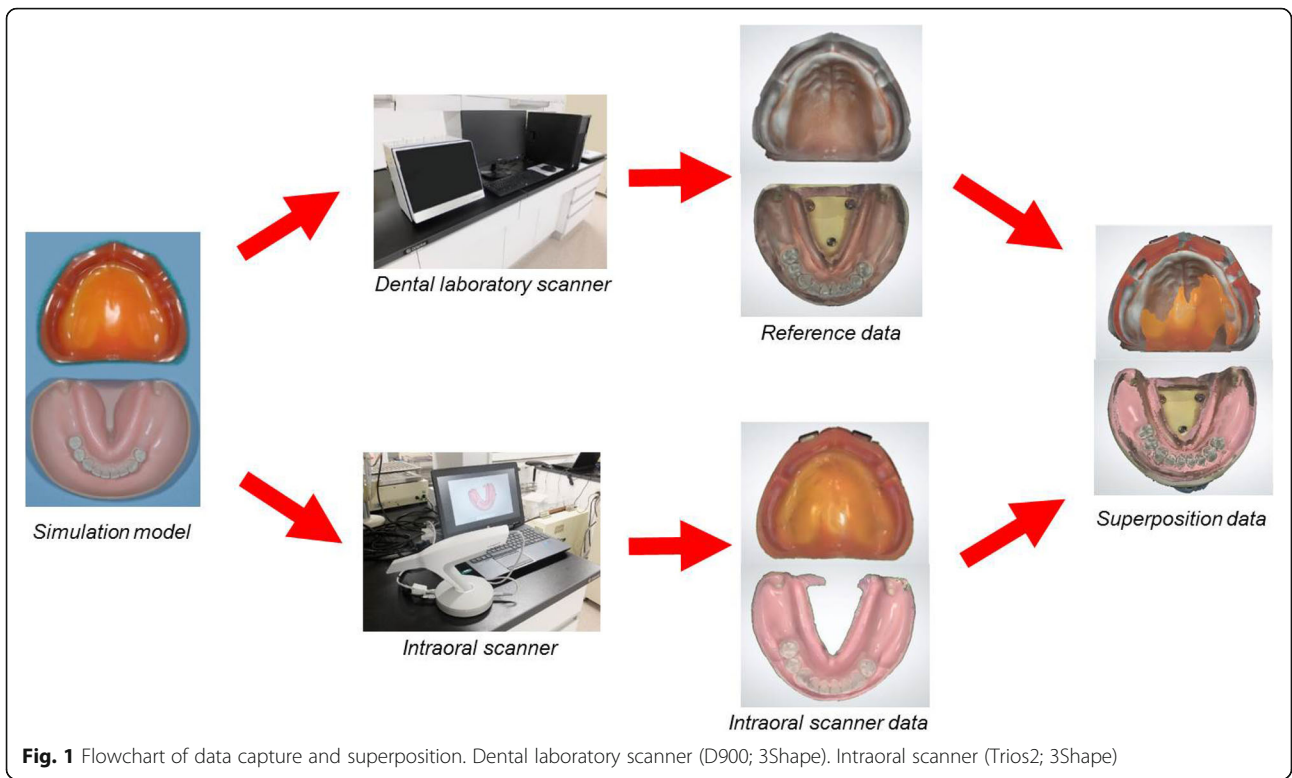 Dental laboratory scanner
Reference data
Simulation model
Superposition data
Intraoral scanner
Intraoral scanner data
Fig. 1 Flowchart of data capture and superposition. Dental laboratory scanner (D900; 3Shape). Intraoral scanner (Trios2; 3Shape)